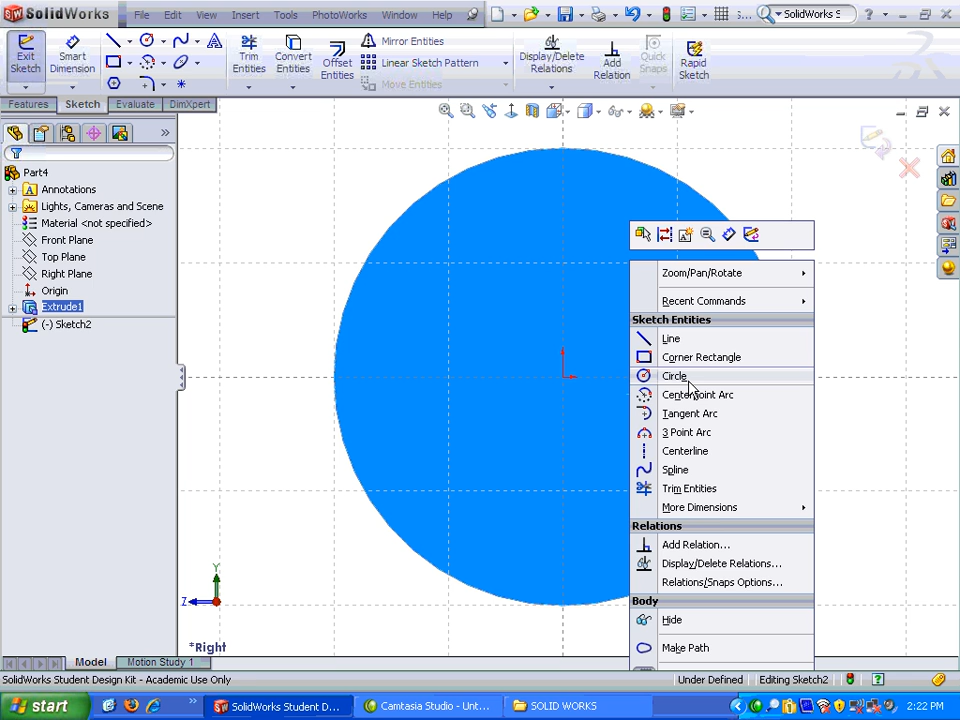 SolidWorks File Edit View Insert Tools PhotoWorks Window Help S... SolidWorks S
Exit Sketch
Smart Dimension
Trim Entities
Convert Entities
Offset Entities
Mirror Entities
Linear Sketch Pattern
Move Entities
Display/Delete Relations
Add Relation
Quick Snaps
Rapid Sketch
Features Sketch Evaluate DimXpert
Part4
Annotations
Lights, Cameras and Scene
Material <not specified>
Front Plane
Top Plane
Right Plane
Origin
Extrude1
(-) Sketch2
Zoom/Pan/Rotate
Recent Commands
Sketch Entities
Line
Corner Rectangle
Circle
Centerpoint Arc
Tangent Arc
3 Point Arc
Centerline
Spline
Trim Entities
More Dimensions
Relations
Add Relation...
Display/Delete Relations...
Relations/Snaps Options...
Body
Hide
Make Path
Y
Z
*Right
Model Motion Study 1
SolidWorks Student Design Kit - Academic Use Only Under Defined Editing Sketch2
start SolidWorks Student D... Camtasia Studio - Unt... SOLID WORKS 2:22 PM